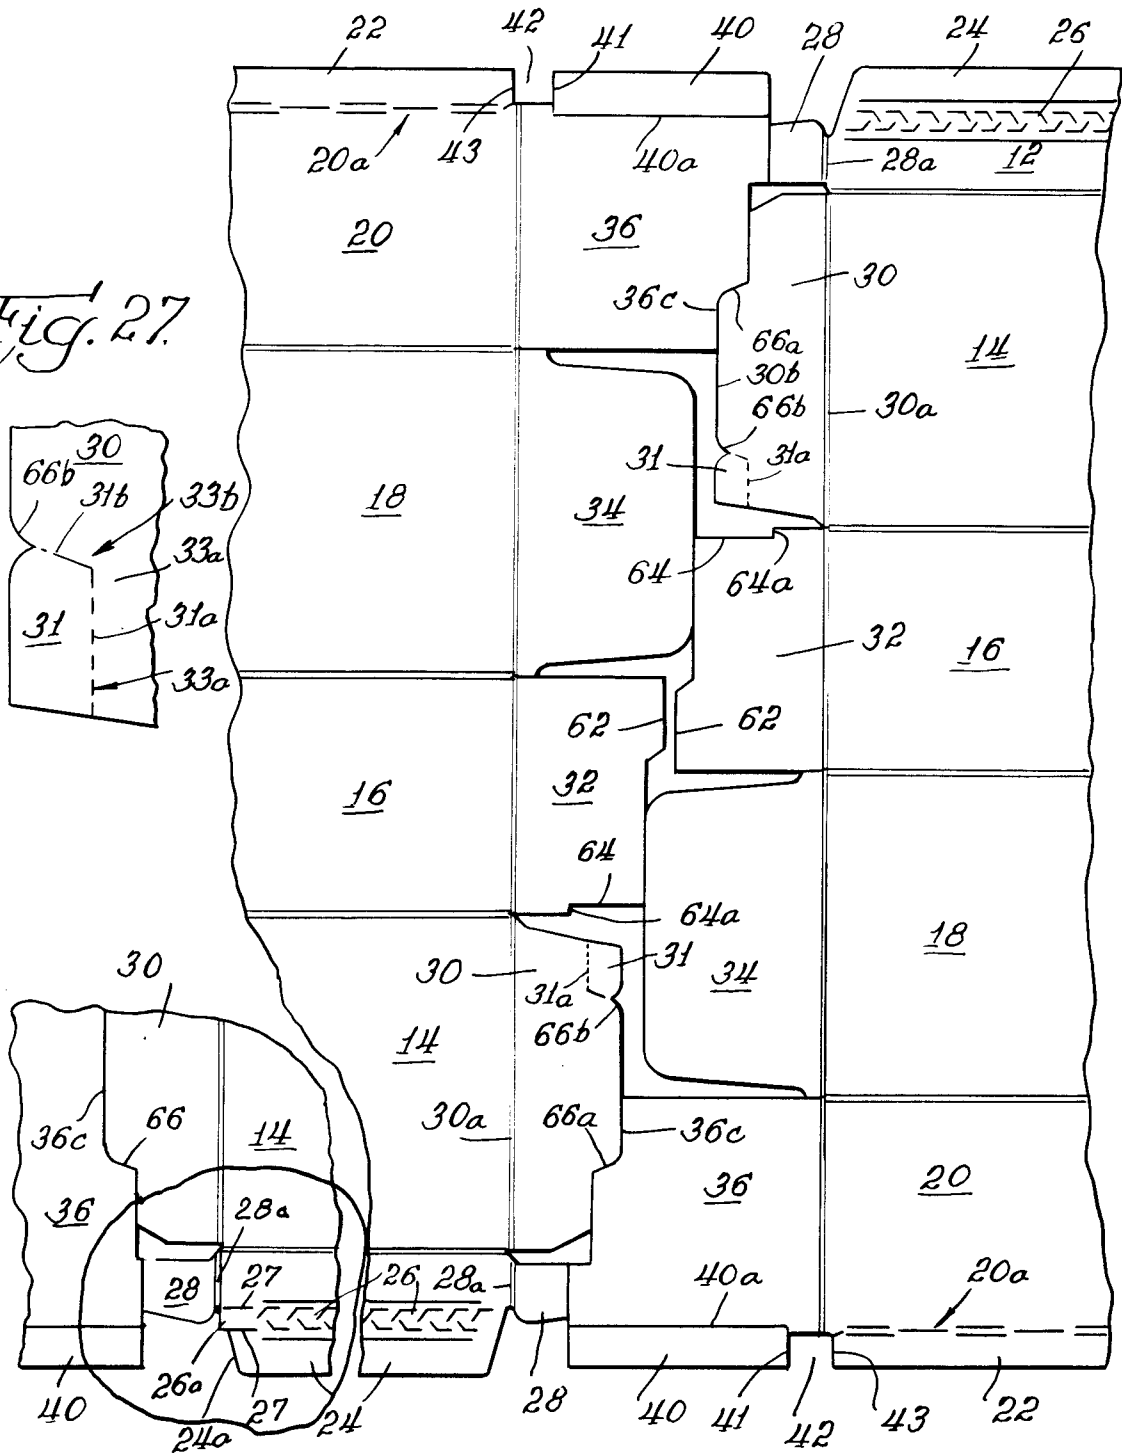 22 42 41 40 28 24 26
43 20a 40a 28a 12
20 36 30 14
Fig. 27.
36c 66a
30b 30a
66b
31 31a
30
66b 31b 33b
33a
31 31a
33a
18 34
64 64a
32 16
62 62
16 32
64
64a 18
30 30 31 34
31a
66b
14
36c 66 14 30a 66a 36c
36 28a 36 20
28 27 26 28a 40a 20a
26a
40 24a 27 24 28 40 41 42 43 22